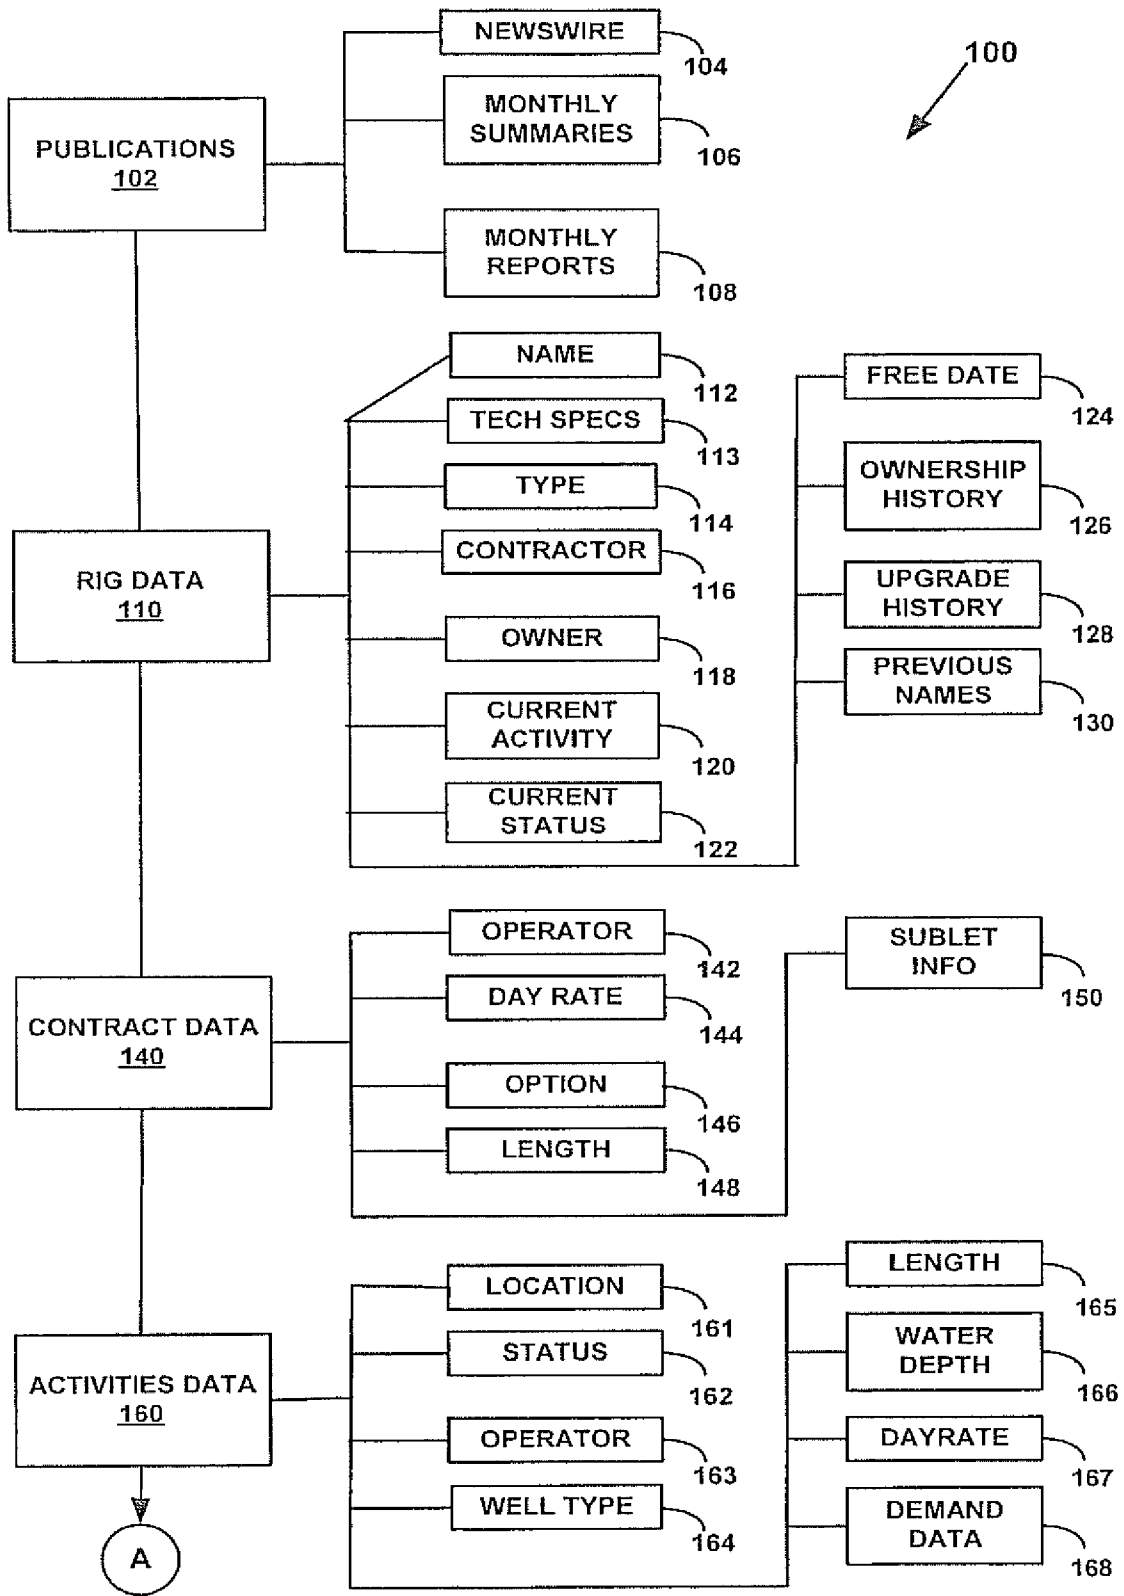 NEWSWIRE
104
100
MONTHLY
SUMMARIES
106
PUBLICATIONS
102
MONTHLY
REPORTS
108
NAME
112
FREE DATE
124
TECH SPECS
113
OWNERSHIP
HISTORY
126
TYPE
114
CONTRACTOR
116
RIG DATA
110
UPGRADE
HISTORY
128
OWNER
118
PREVIOUS
NAMES
130
CURRENT
ACTIVITY
120
CURRENT
STATUS
122
OPERATOR
142
SUBLET
INFO
150
DAY RATE
144
CONTRACT DATA
140
OPTION
146
LENGTH
148
LOCATION
161
LENGTH
165
STATUS
162
WATER
DEPTH
166
ACTIVITIES DATA
160
OPERATOR
163
DAYRATE
167
WELL TYPE
164
DEMAND
DATA
168
A